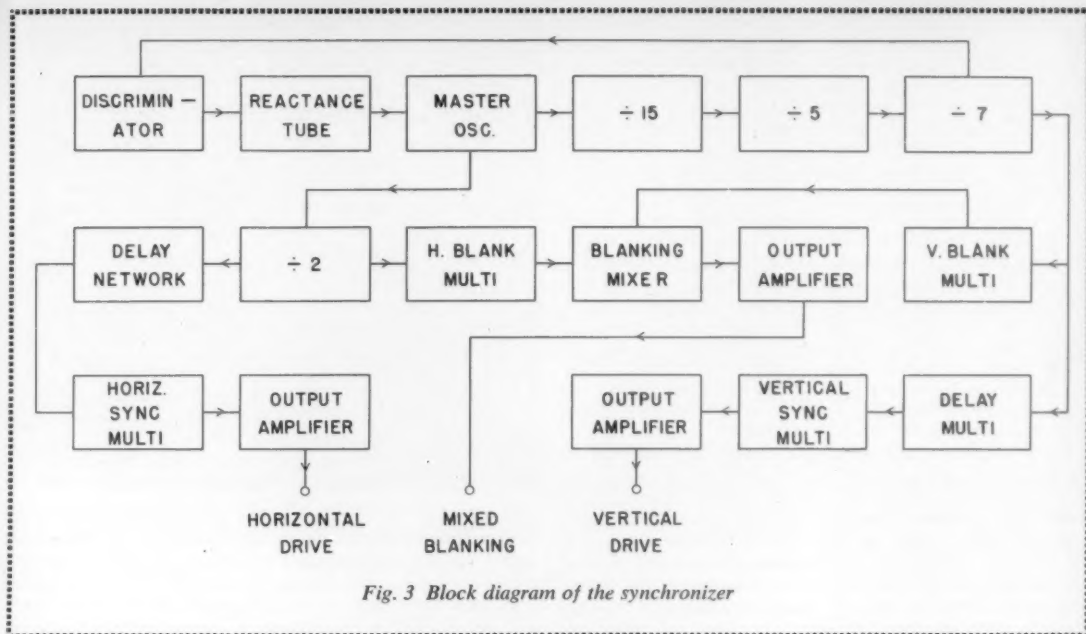 DISCRIMIN —
ATOR
REACTANCE
TUBE
MASTER
OSC.
÷ 15
÷ 5
÷ 7
DELAY
NETWORK
÷ 2
H. BLANK
MULTI
BLANKING
MIXER
OUTPUT
AMPLIFIER
V. BLANK
MULTI
HORIZ.
SYNC
MULTI
OUTPUT
AMPLIFIER
OUTPUT
AMPLIFIER
VERTICAL
SYNC
MULTI
DELAY
MULTI
HORIZONTAL
DRIVE
MIXED
BLANKING
VERTICAL
DRIVE
Fig. 3 Block diagram of the synchronizer